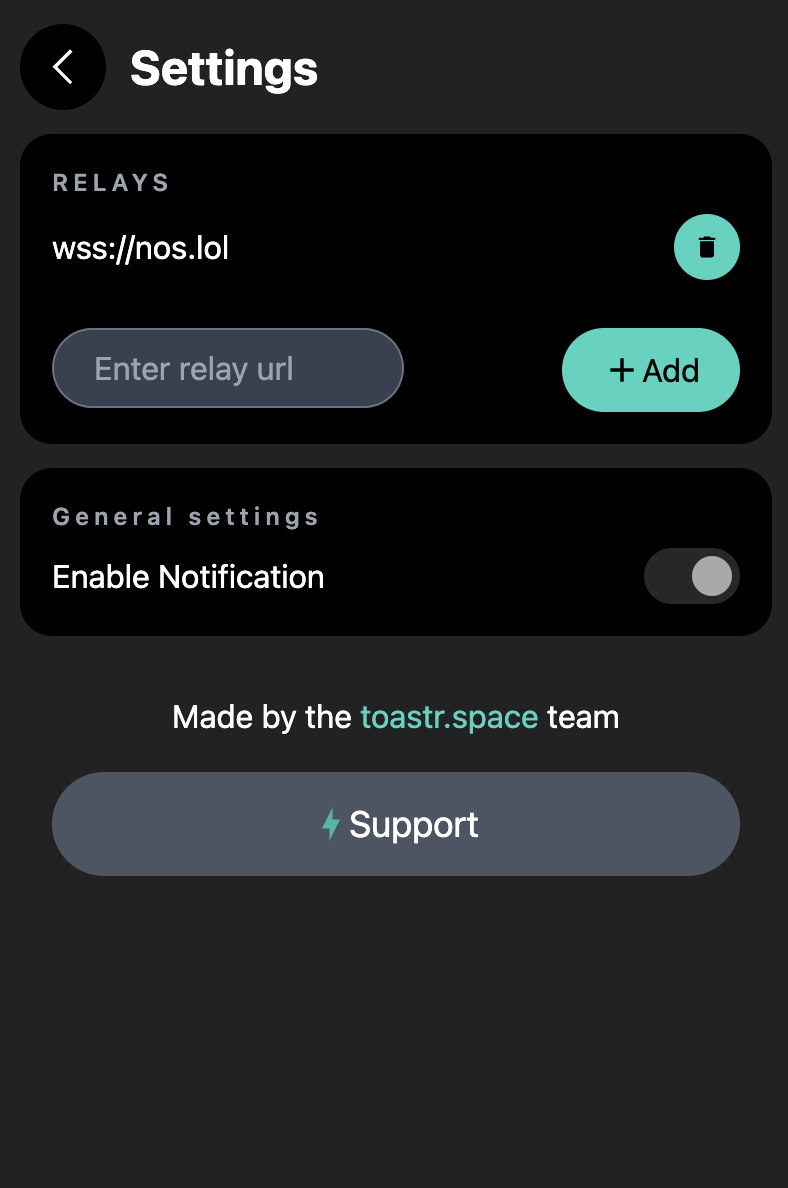 Settings
RELAYS
wss://nos.lol
Enter relay url
+ Add
General settings
Enable Notification
Made by the toastr.space team
Support